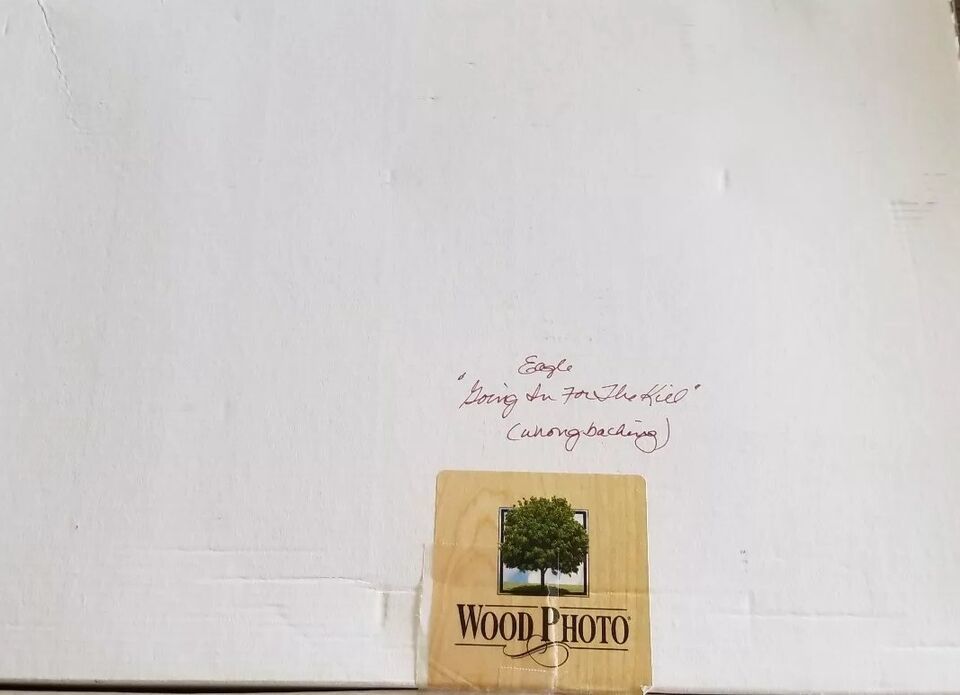 Eagle
"Going In For The Kill"
(wrong backing)
WOOD PHOTO